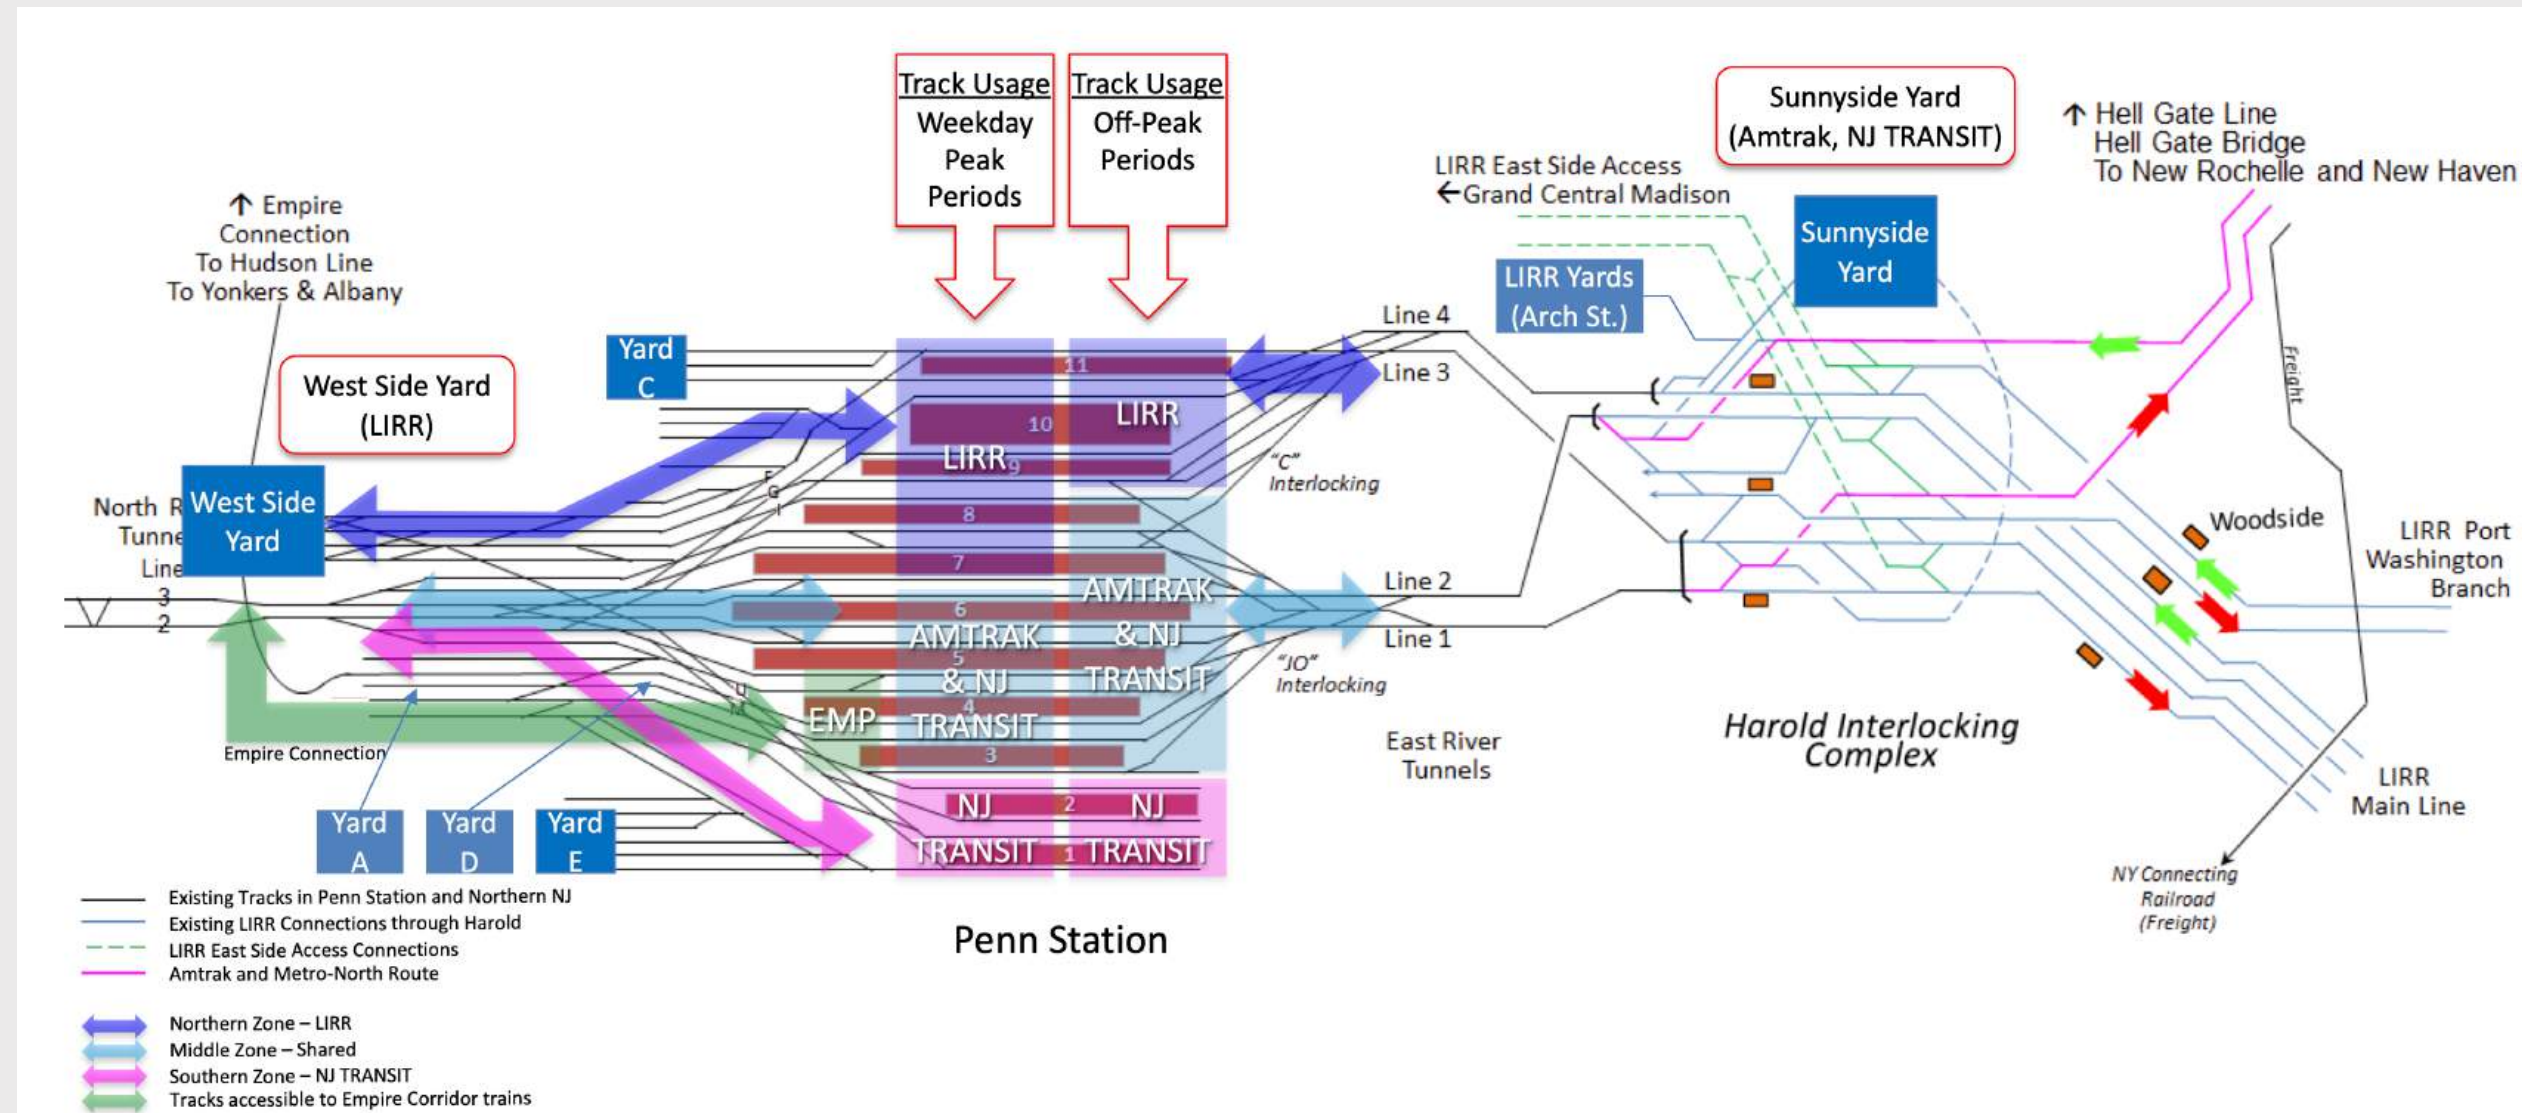 Track Usage
Weekday
Peak
Periods
Track Usage
Off-Peak
Periods
Sunnyside Yard
(Amtrak, NJ TRANSIT)
↑ Hell Gate Line
Hell Gate Bridge
To New Rochelle and New Haven
LIRR East Side Access
←Grand Central Madison
↑ Empire
Connection
To Hudson Line
To Yonkers & Albany
Sunnyside
Yard
LIRR Yards
(Arch St.)
Line 4
Line 3
Yard
C
West Side Yard
(LIRR)
Freight
11
10
LIRR
LIRR
9
"C"
Interlocking
F
G
I
8
7
North R
Tunne
Line
West Side
Yard
3
2
Woodside
LIRR Port
Washington
Branch
Line 2
Line 1
6
AMTRAK
5
& NJ
4
TRANSIT
3
AMTRAK
& NJ
TRANSIT
"JO"
Interlocking
U
M
EMP
Empire Connection
East River
Tunnels
Harold Interlocking
Complex
LIRR
Main Line
NJ
2
NJ
TRANSIT
1
TRANSIT
Yard
A
Yard
D
Yard
E
NY Connecting
Railroad
(Freight)
Penn Station
Existing Tracks in Penn Station and Northern NJ
Existing LIRR Connections through Harold
LIRR East Side Access Connections
Amtrak and Metro-North Route
Northern Zone – LIRR
Middle Zone – Shared
Southern Zone – NJ TRANSIT
Tracks accessible to Empire Corridor trains